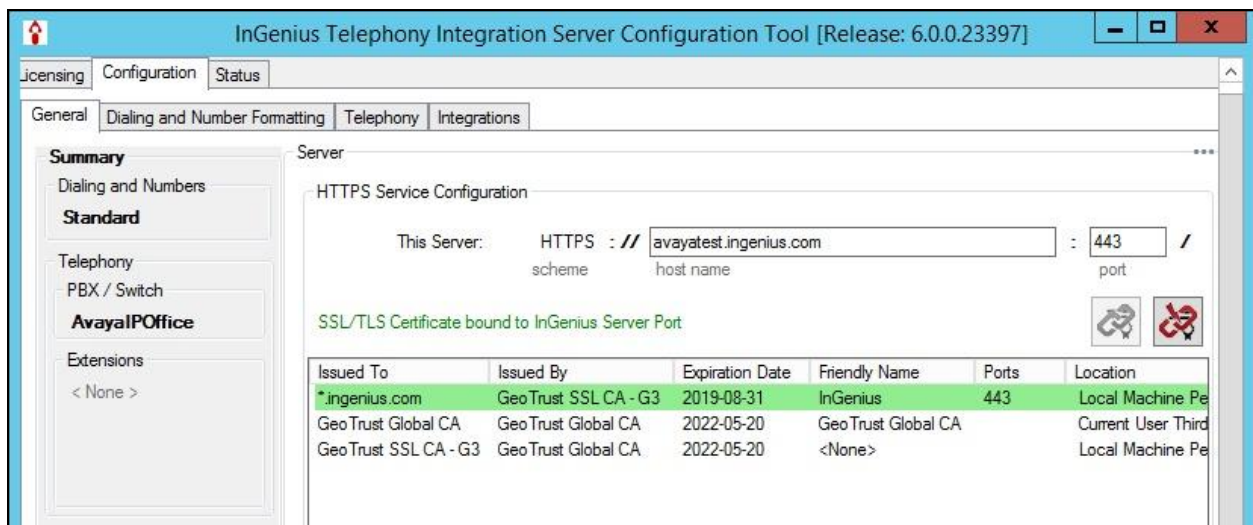 InGenius Telephony Integration Server Configuration Tool [Release: 6.0.0.23397]
Licensing Configuration Status
General Dialing and Number Formatting Telephony Integrations
Summary
Dialing and Numbers
Standard
Telephony
PBX / Switch
AvayaIPOffice
Extensions
< None >
Server
HTTPS Service Configuration
This Server: HTTPS : // avayatest.ingenius.com : 443 /
scheme host name port
SSL/TLS Certificate bound to InGenius Server Port
Issued To Issued By Expiration Date Friendly Name Ports Location
*.ingenius.com GeoTrust SSL CA - G3 2019-08-31 InGenius 443 Local Machine Pe
GeoTrust Global CA GeoTrust Global CA 2022-05-20 GeoTrust Global CA Current User Third
GeoTrust SSL CA - G3 GeoTrust Global CA 2022-05-20 <None> Local Machine Pe